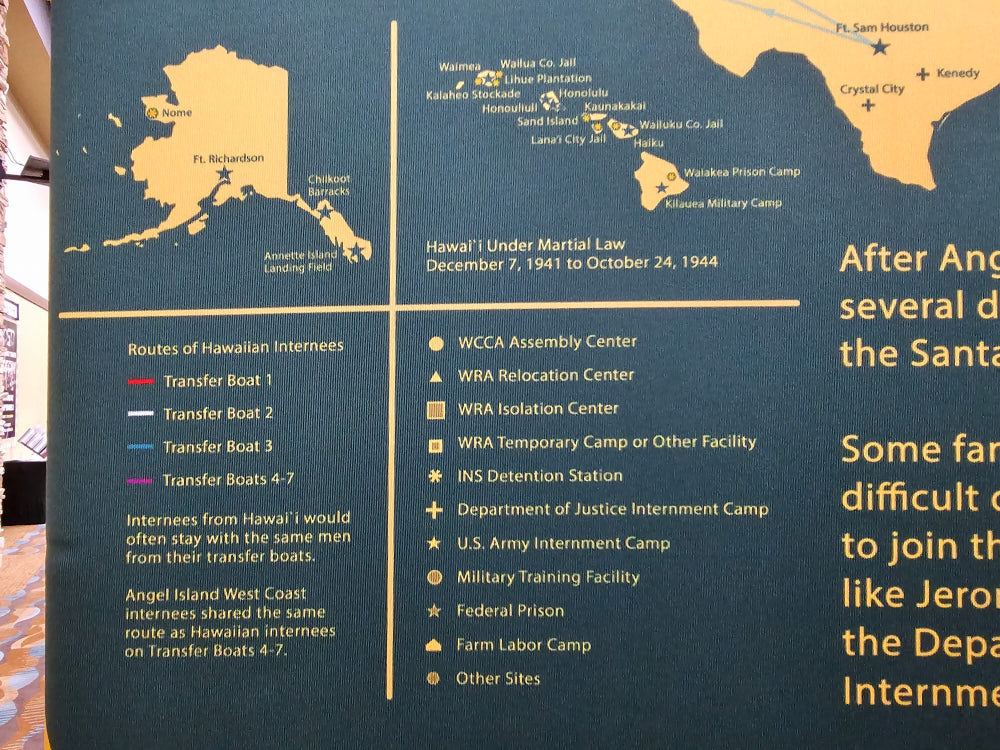 Nome
Ft. Richardson
Chilkoot
Barracks
Annette Island
Landing Field
Waimea
Wailua Co. Jail
Lihue Plantation
Kalaheo Stockade
Honolulu
Honouliuli
Kaunakakai
Sand Island
Wailuku Co. Jail
Lana'i City Jail
Haiku
Waiakea Prison Camp
Kilauea Military Camp
Ft. Sam Houston
Kenedy
Crystal City
Hawai`i Under Martial Law
December 7, 1941 to October 24, 1944
Routes of Hawaiian Internees
Transfer Boat 1
Transfer Boat 2
Transfer Boat 3
Transfer Boats 4-7
Internees from Hawai`i would
often stay with the same men
from their transfer boats.
Angel Island West Coast
internees shared the same
route as Hawaiian internees
on Transfer Boats 4-7.
WCCA Assembly Center
WRA Relocation Center
WRA Isolation Center
WRA Temporary Camp or Other Facility
INS Detention Station
Department of Justice Internment Camp
U.S. Army Internment Camp
Military Training Facility
Federal Prison
Farm Labor Camp
Other Sites
After Ang
several d
the Santa
Some fam
difficult
to join th
like Jeror
the Depa
Internme